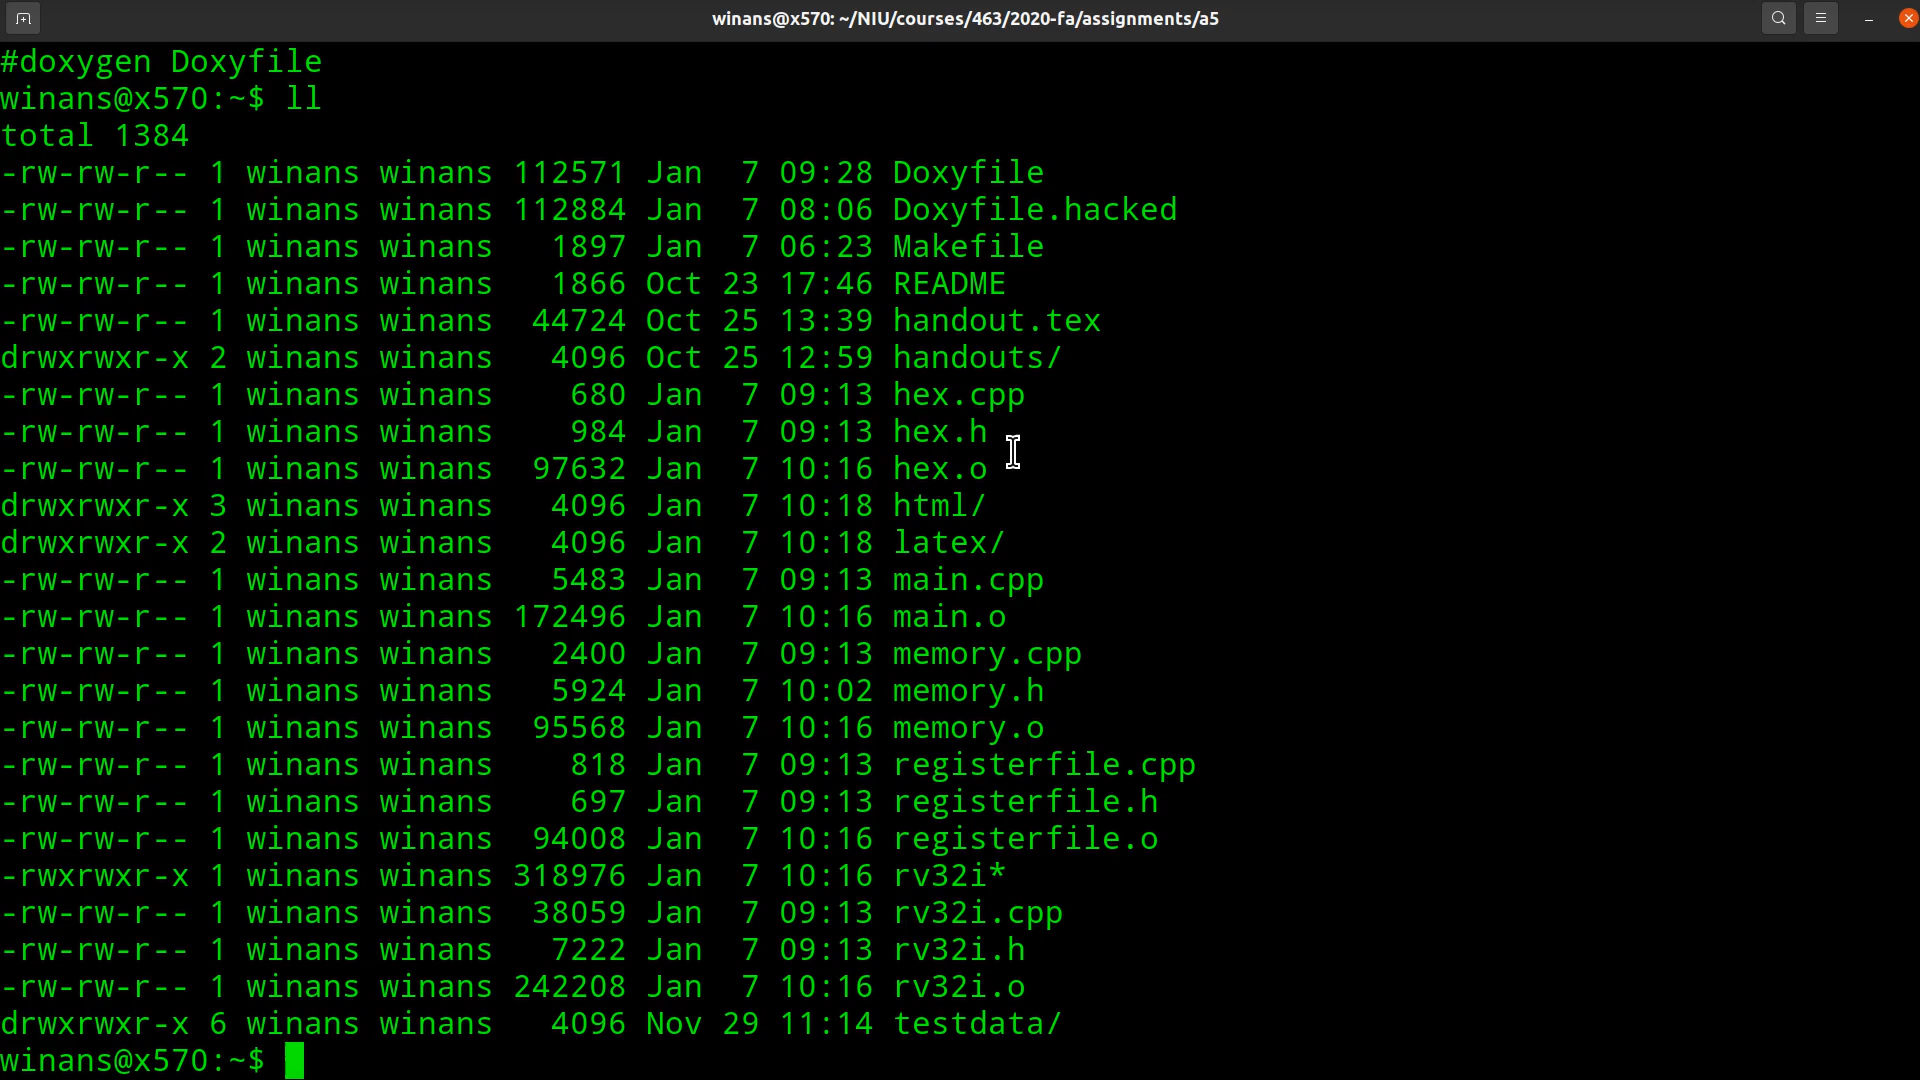 winans@x570: ~/NIU/courses/463/2020-fa/assignments/a5
#doxygen Doxyfile
winans@x570:~$ ll
total 1384
-rw-rw-r-- 1 winans winans 112571 Jan  7 09:28 Doxyfile
-rw-rw-r-- 1 winans winans 112884 Jan  7 08:06 Doxyfile.hacked
-rw-rw-r-- 1 winans winans   1897 Jan  7 06:23 Makefile
-rw-rw-r-- 1 winans winans   1866 Oct 23 17:46 README
-rw-rw-r-- 1 winans winans  44724 Oct 25 13:39 handout.tex
drwxrwxr-x 2 winans winans   4096 Oct 25 12:59 handouts/
-rw-rw-r-- 1 winans winans    680 Jan  7 09:13 hex.cpp
-rw-rw-r-- 1 winans winans    984 Jan  7 09:13 hex.h
-rw-rw-r-- 1 winans winans  97632 Jan  7 10:16 hex.o
drwxrwxr-x 3 winans winans   4096 Jan  7 10:18 html/
drwxrwxr-x 2 winans winans   4096 Jan  7 10:18 latex/
-rw-rw-r-- 1 winans winans   5483 Jan  7 09:13 main.cpp
-rw-rw-r-- 1 winans winans 172496 Jan  7 10:16 main.o
-rw-rw-r-- 1 winans winans   2400 Jan  7 09:13 memory.cpp
-rw-rw-r-- 1 winans winans   5924 Jan  7 10:02 memory.h
-rw-rw-r-- 1 winans winans  95568 Jan  7 10:16 memory.o
-rw-rw-r-- 1 winans winans    818 Jan  7 09:13 registerfile.cpp
-rw-rw-r-- 1 winans winans    697 Jan  7 09:13 registerfile.h
-rw-rw-r-- 1 winans winans  94008 Jan  7 10:16 registerfile.o
-rwxrwxr-x 1 winans winans 318976 Jan  7 10:16 rv32i*
-rw-rw-r-- 1 winans winans  38059 Jan  7 09:13 rv32i.cpp
-rw-rw-r-- 1 winans winans   7222 Jan  7 09:13 rv32i.h
-rw-rw-r-- 1 winans winans 242208 Jan  7 10:16 rv32i.o
drwxrwxr-x 6 winans winans   4096 Nov 29 11:14 testdata/
winans@x570:~$